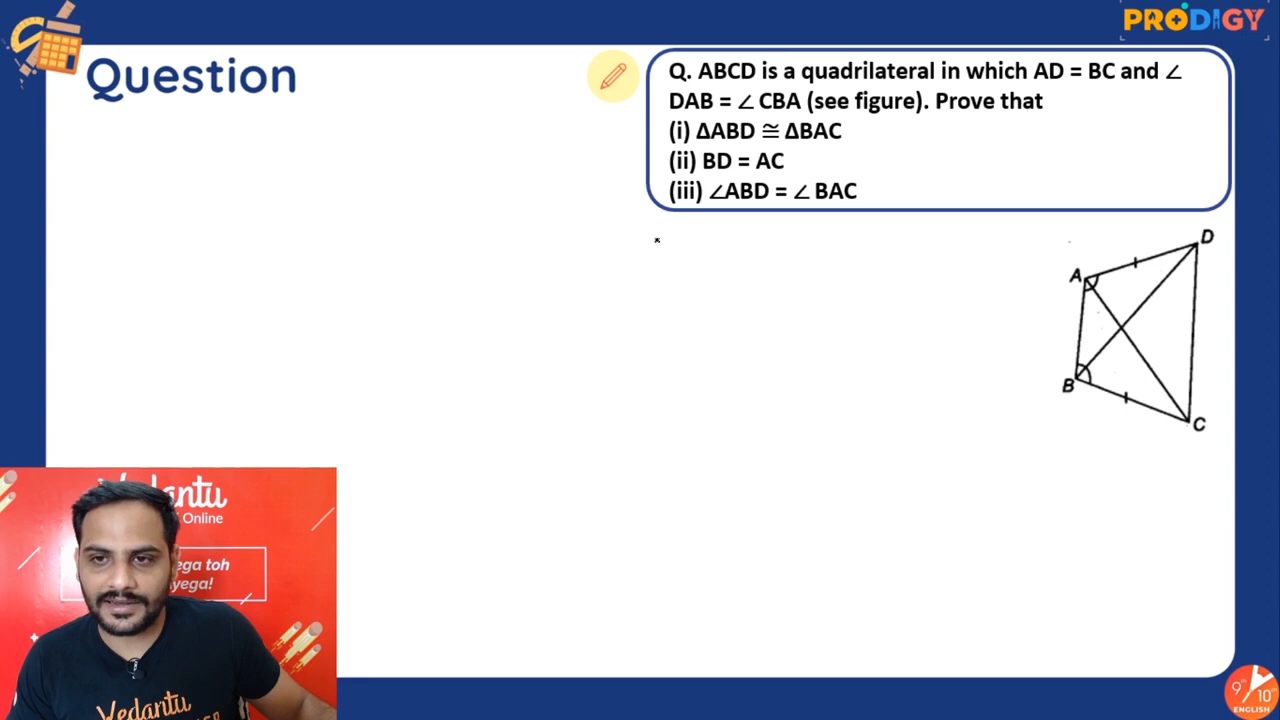 PRODIGY
Question
Q. ABCD is a quadrilateral in which AD = BC and ∠
DAB = ∠ CBA (see figure). Prove that
(i) ΔABD ≅ ΔBAC
(ii) BD = AC
(iii) ∠ABD = ∠ BAC
D
A
B
C
Online
toh
Vedantu
9th 10th
ENGLISH